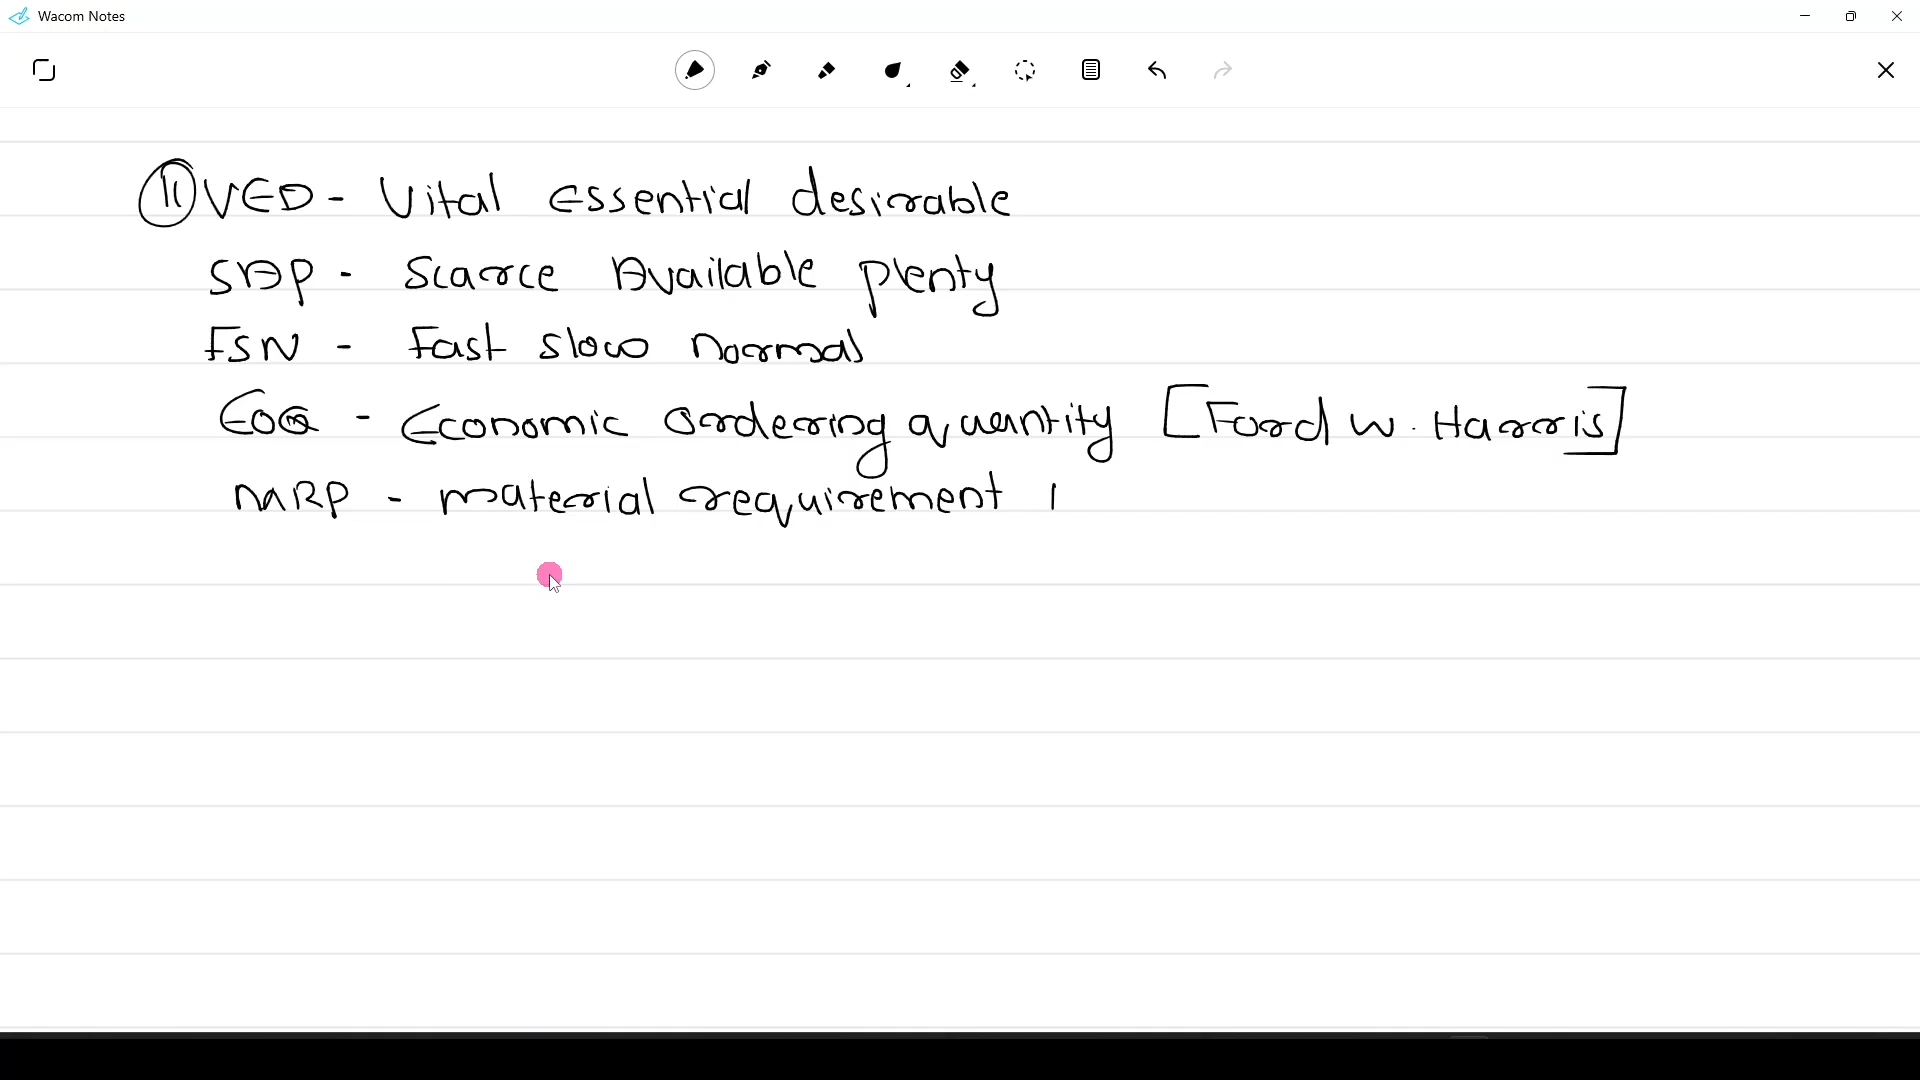 Wacom Notes
11 VED - Vital Essential desirable
SAP - Scarce Available plenty
FSN - Fast slow normal
EOQ - Economic ordering quantity [Ford W. Harris]
MRP - material requirement